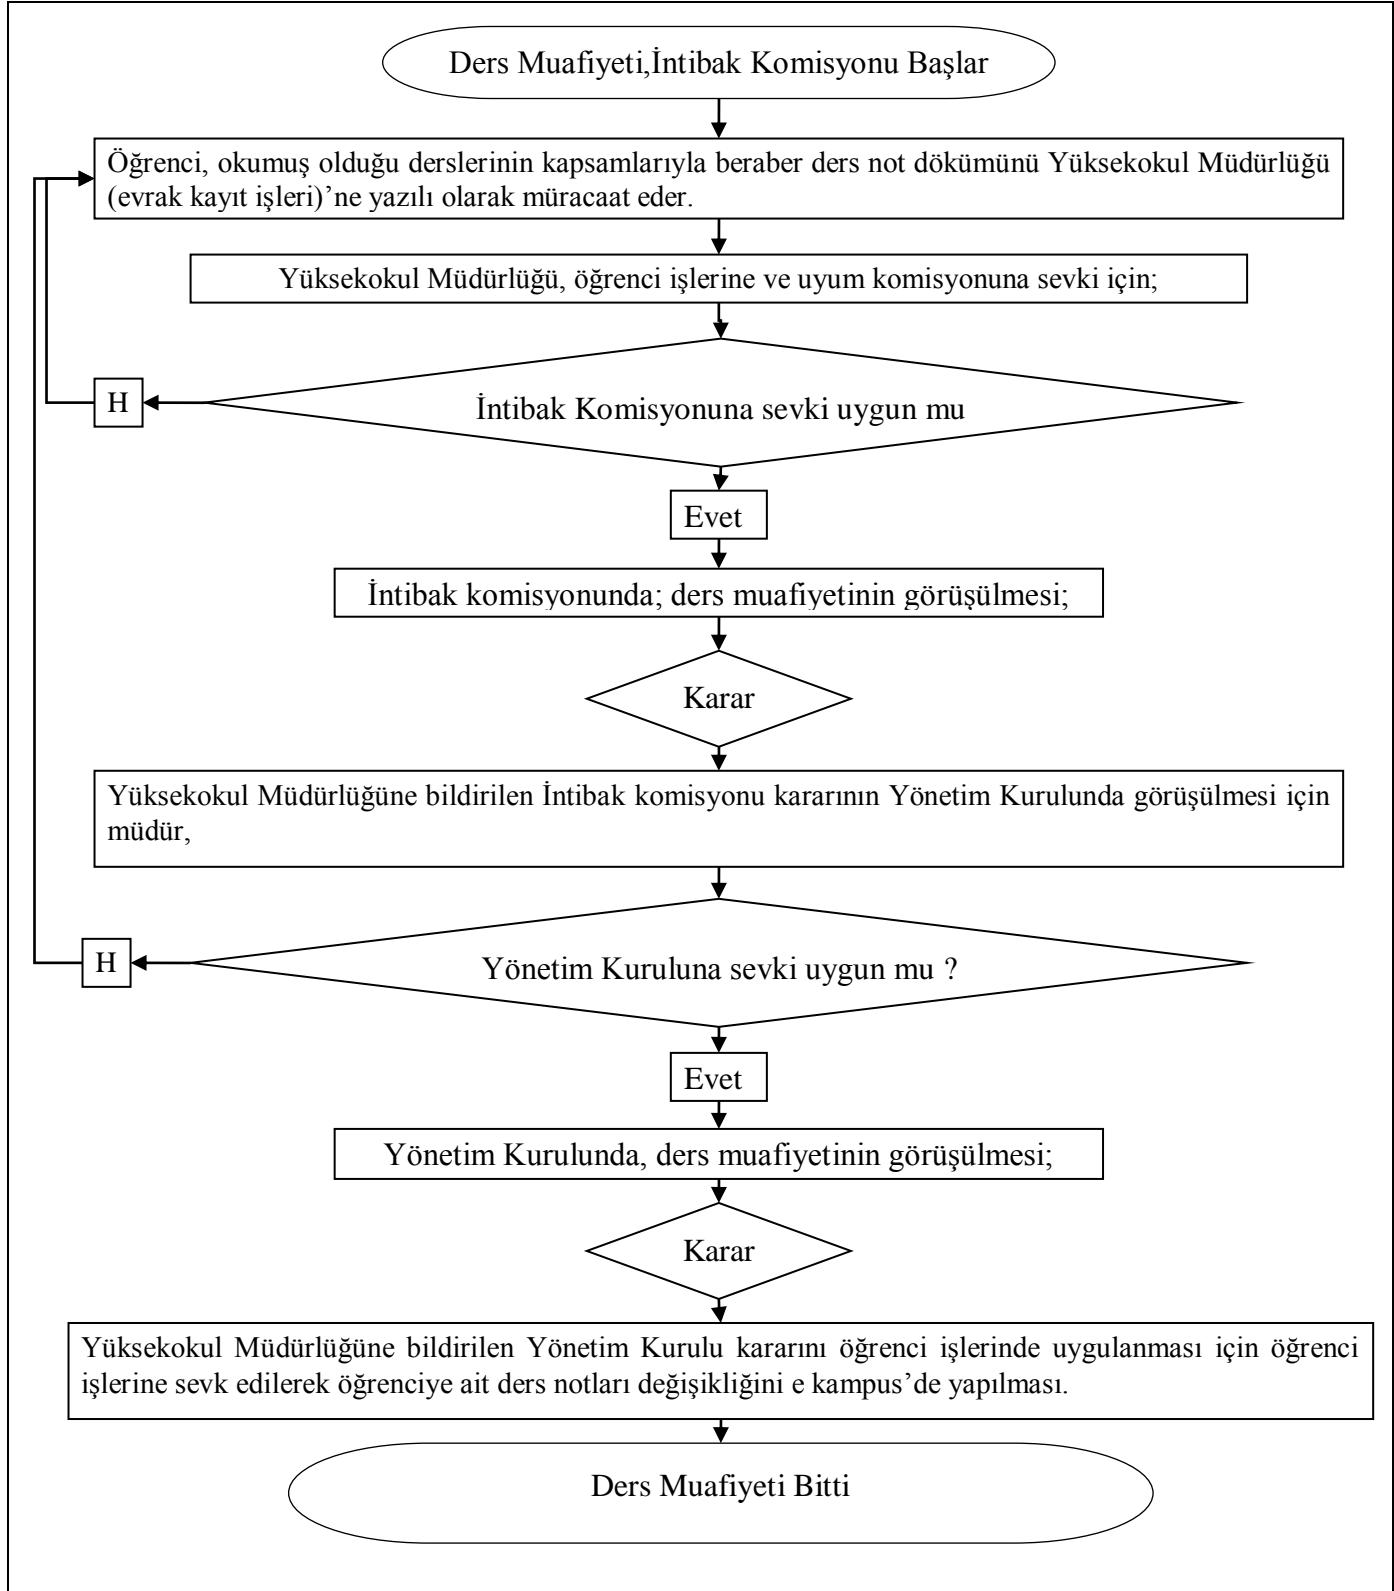 Ders Muafiyeti,İntibak Komisyonu Başlar
Öğrenci, okumuş olduğu derslerinin kapsamlarıyla beraber ders not dökümünü Yüksekokul Müdürlüğü
(evrak kayıt işleri)’ne yazılı olarak müracaat eder.
Yüksekokul Müdürlüğü, öğrenci işlerine ve uyum komisyonuna sevki için;
H
İntibak Komisyonuna sevki uygun mu
Evet
İntibak komisyonunda; ders muafiyetinin görüşülmesi;
Karar
Yüksekokul Müdürlüğüne bildirilen İntibak komisyonu kararının Yönetim Kurulunda görüşülmesi için
müdür,
H
Yönetim Kuruluna sevki uygun mu ?
Evet
Yönetim Kurulunda, ders muafiyetinin görüşülmesi;
Karar
Yüksekokul Müdürlüğüne bildirilen Yönetim Kurulu kararını öğrenci işlerinde uygulanması için öğrenci
işlerine sevk edilerek öğrenciye ait ders notları değişikliğini e kampus’de yapılması.
Ders Muafiyeti Bitti